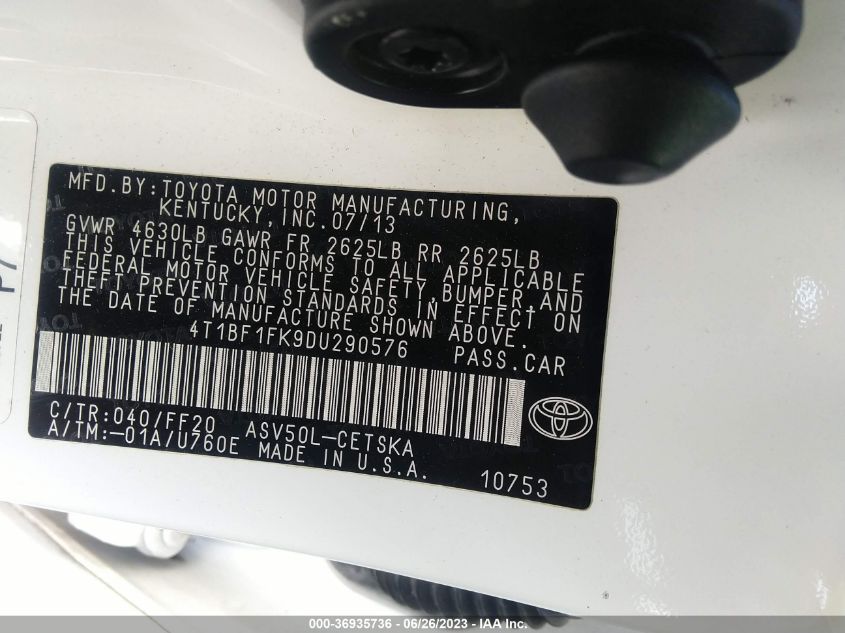 MFD.BY:TOYOTA MOTOR MANUFACTURING,
KENTUCKY,INC.07/13
GVWR 4630LB GAWR FR 2625LB RR 2625LB
THIS VEHICLE CONFORMS TO ALL APPLICABLE
FEDERAL MOTOR VEHICLE SAFETY,BUMPER,AND
THEFT PREVENTION STANDARDS IN EFFECT ON
THE DATE OF MANUFACTURE SHOWN ABOVE.
4T1BF1FK9DU290576 PASS.CAR
C/TR:040/FF20 ASV50L-CETSKA
A/TM:-01A/U760E MADE IN U.S.A.
10753
P7
000-36935736 - 06/26/2023 - IAA Inc.